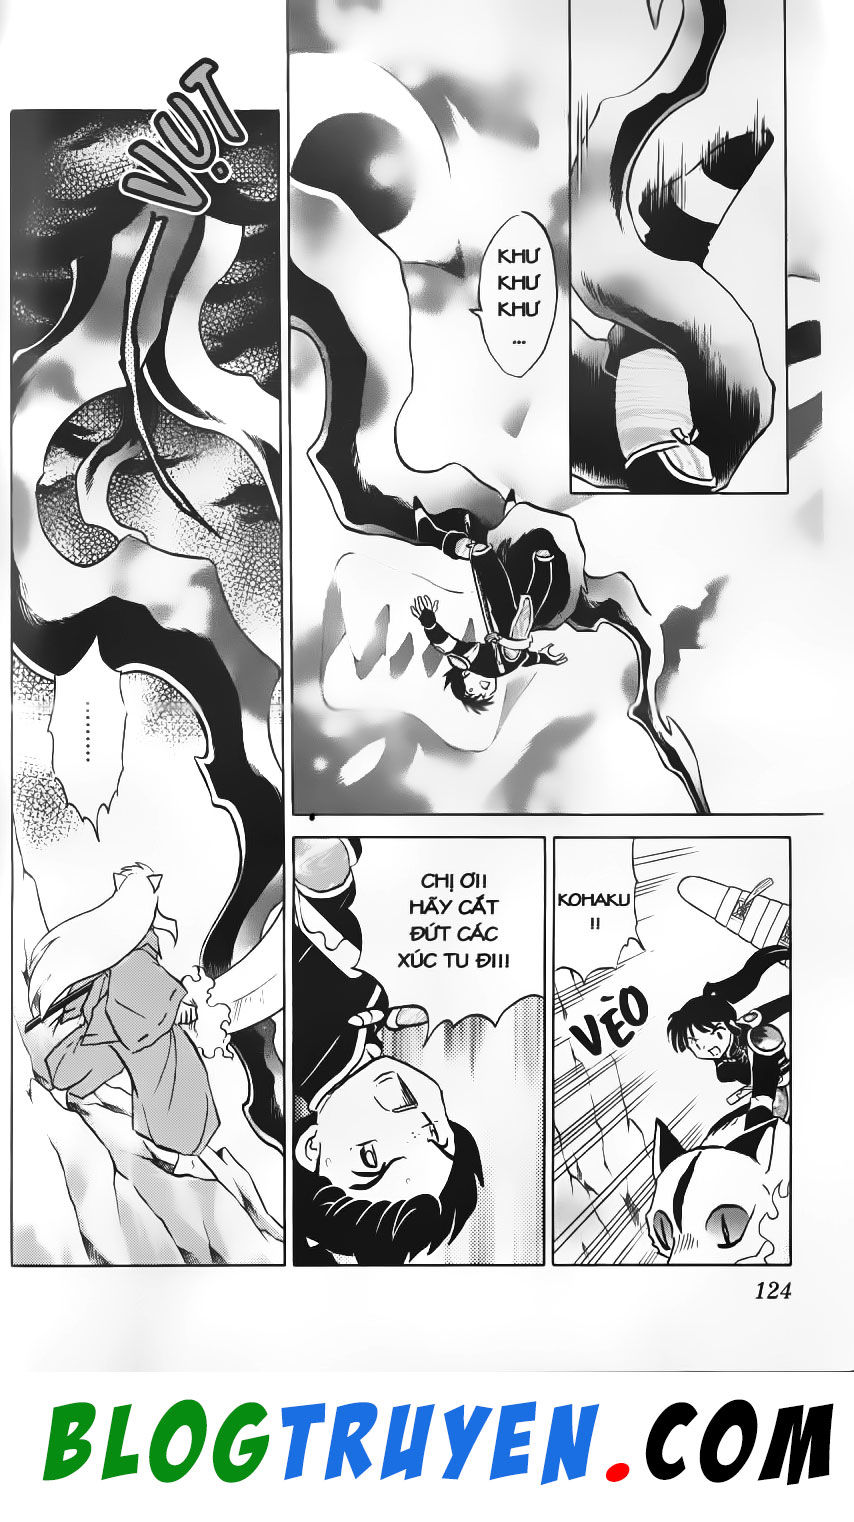 KHƯ
KHƯ
KHƯ
...
VỤT
..........
KOHAKU
!!
VÈO
CHỊ ƠI!
HÃY CẮT
ĐỨT CÁC
XÚC TU ĐI!!
124
BLOGTRUYEN.COM